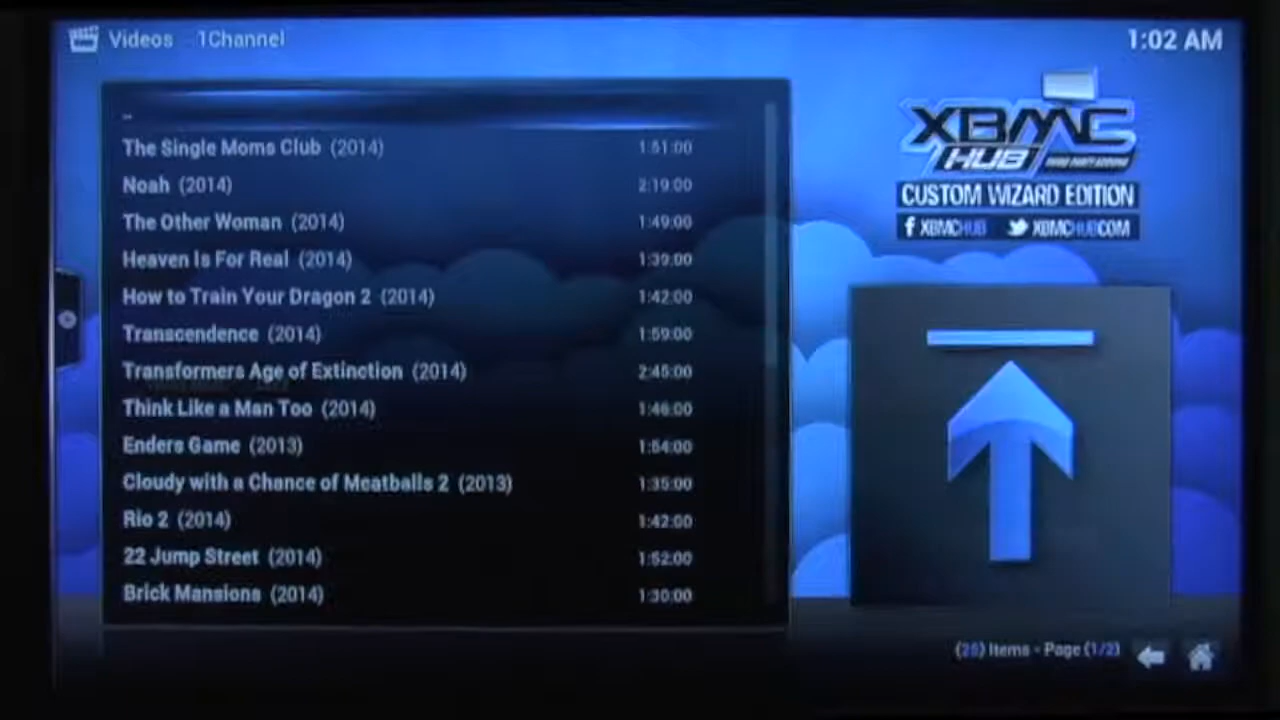 Videos 1Channel
1:02 AM
..
The Single Moms Club (2014) 1:51:00
Noah (2014) 2:19:00
The Other Woman (2014) 1:49:00
Heaven Is For Real (2014) 1:39:00
How to Train Your Dragon 2 (2014) 1:42:00
Transcendence (2014) 1:59:00
Transformers Age of Extinction (2014) 2:45:00
Think Like a Man Too (2014) 1:46:00
Enders Game (2013) 1:54:00
Cloudy with a Chance of Meatballs 2 (2013) 1:35:00
Rio 2 (2014) 1:42:00
22 Jump Street (2014) 1:52:00
Brick Mansions (2014) 1:30:00
XBMC
HUB
CUSTOM WIZARD EDITION
f XBMCHUB XBMCHUBCOM
Items - Page (1/2)